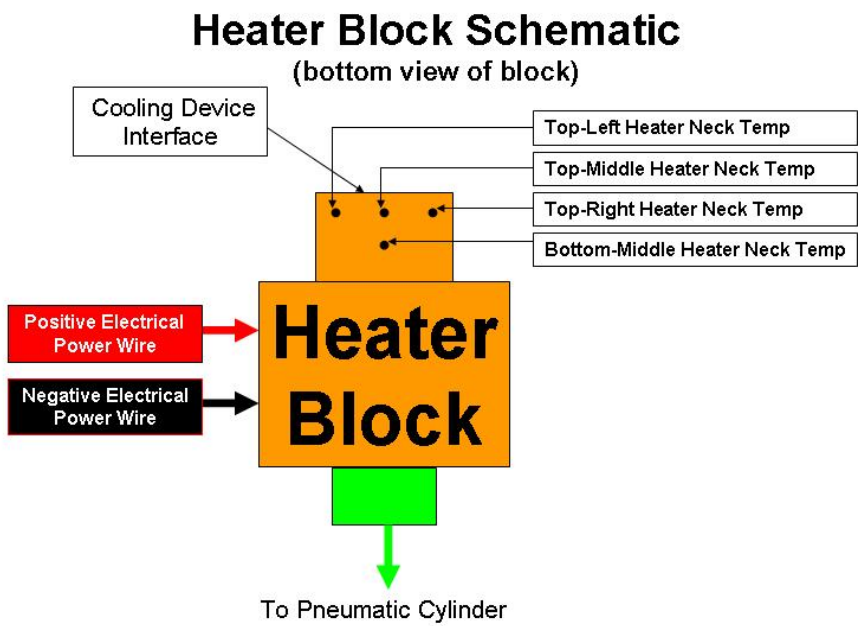 Heater Block Schematic
(bottom view of block)
Cooling Device
Interface
Top-Left Heater Neck Temp
Top-Middle Heater Neck Temp
Top-Right Heater Neck Temp
Bottom-Middle Heater Neck Temp
Positive Electrical
Power Wire
Negative Electrical
Power Wire
Heater
Block
To Pneumatic Cylinder